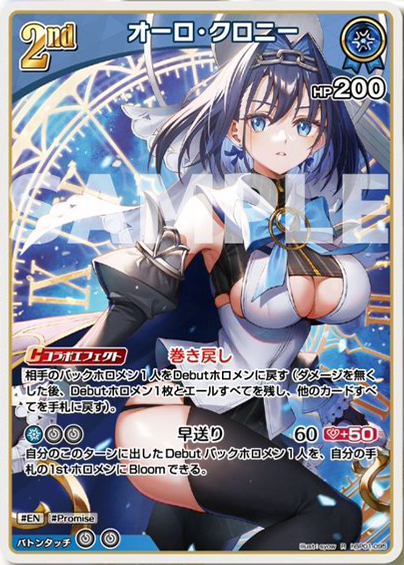 2nd
オーロ・クロニー
HP200
SAMPLE
コラボエフェクト
巻き戻し
相手のバックホロメン1人をDebutホロメンに戻す(ダメージを無く
した後、Debutホロメン1枚とエールすべてを残し、他のカードすべ
てを手札に戻す)。
早送り 60 +50
自分のこのターンに出したDebutバックホロメン1人を、自分の手
札の1stホロメンにBloomできる。
#EN #Promise
バトンタッチ
illust: syow R